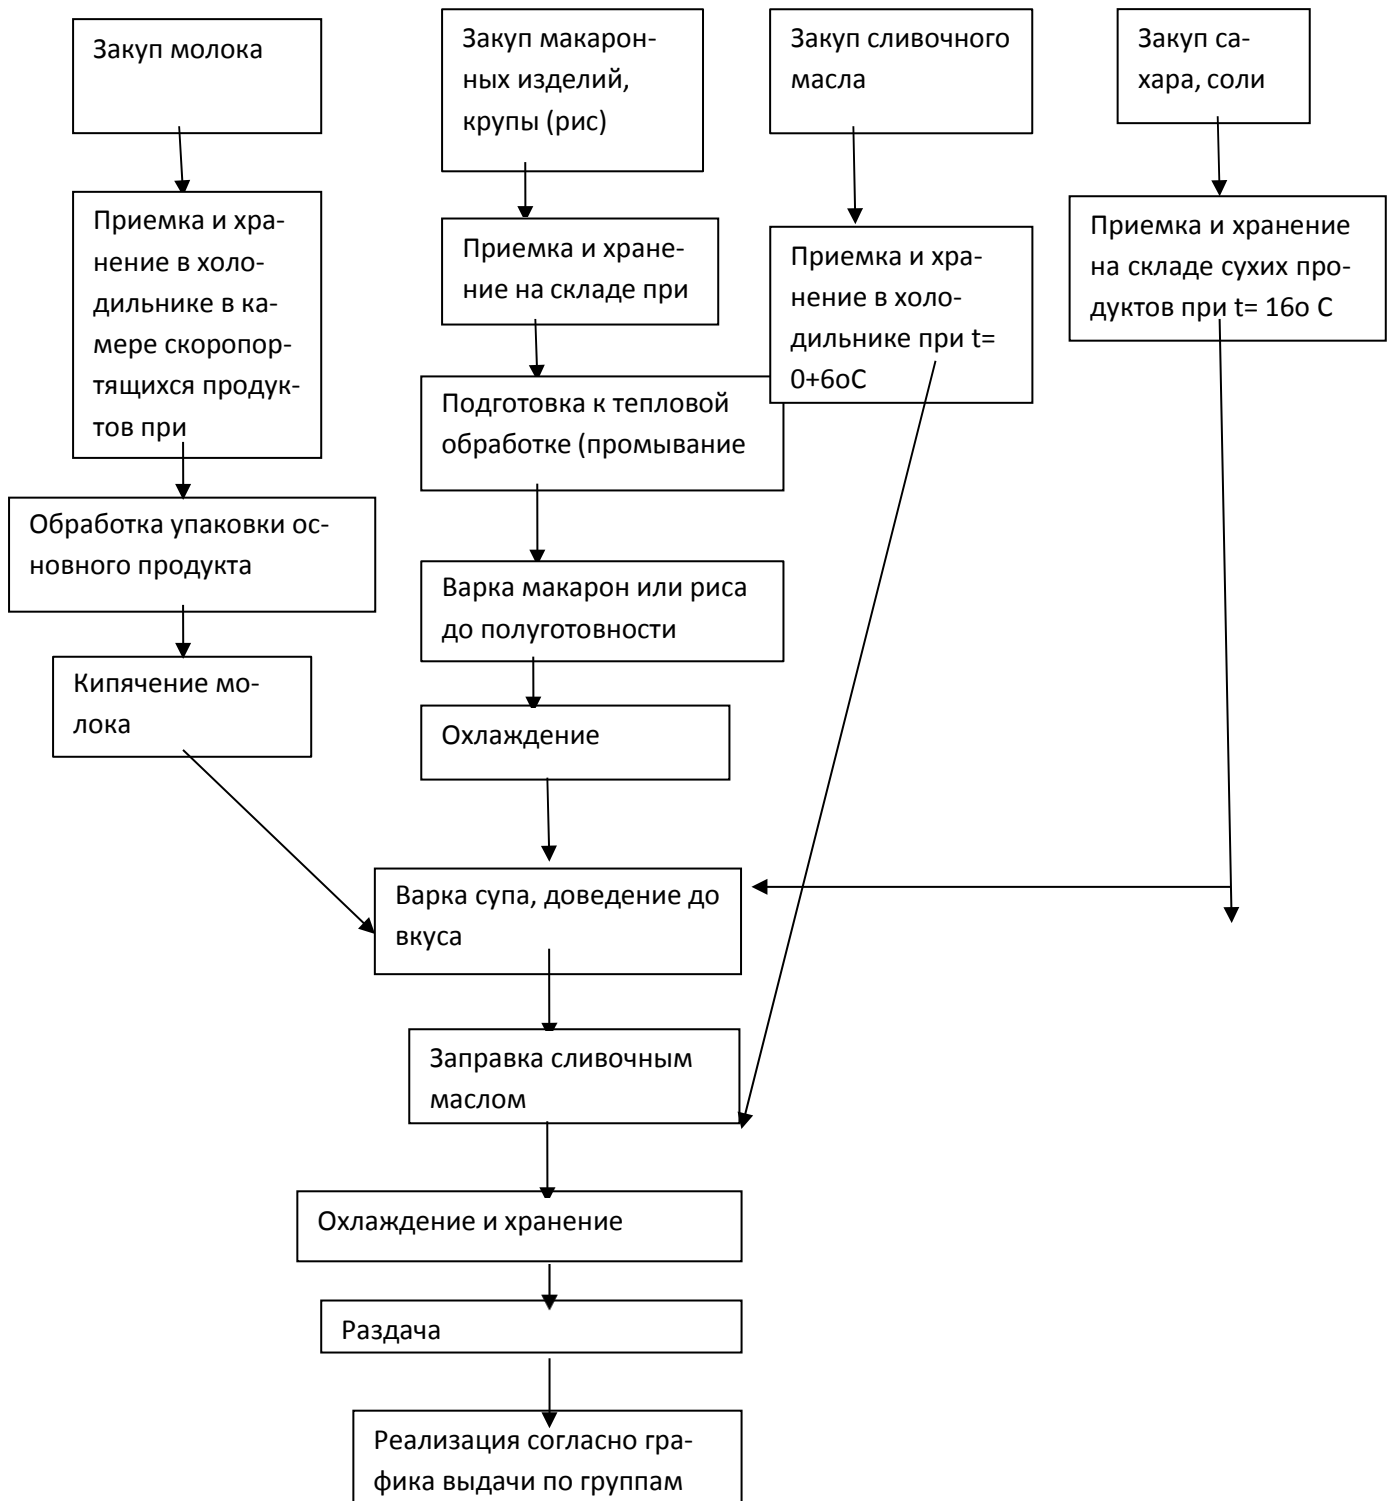 Закуп молока
Закуп макарон-
ных изделий,
крупы (рис)
Закуп сливочного
масла
Закуп са-
хара, соли
Приемка и хра-
нение в холо-
дильнике в ка-
мере скоропор-
тящихся продук-
тов при
Приемка и хране-
ние на складе при
Приемка и хра-
нение в холо-
дильнике при t=
0+6оС
Приемка и хранение
на складе сухих про-
дуктов при t= 16о С
Подготовка к тепловой
обработке (промывание
Обработка упаковки ос-
новного продукта
Варка макарон или риса
до полуготовности
Кипячение мо-
лока
Охлаждение
Варка супа, доведение до
вкуса
Заправка сливочным
маслом
Охлаждение и хранение
Раздача
Реализация согласно гра-
фика выдачи по группам